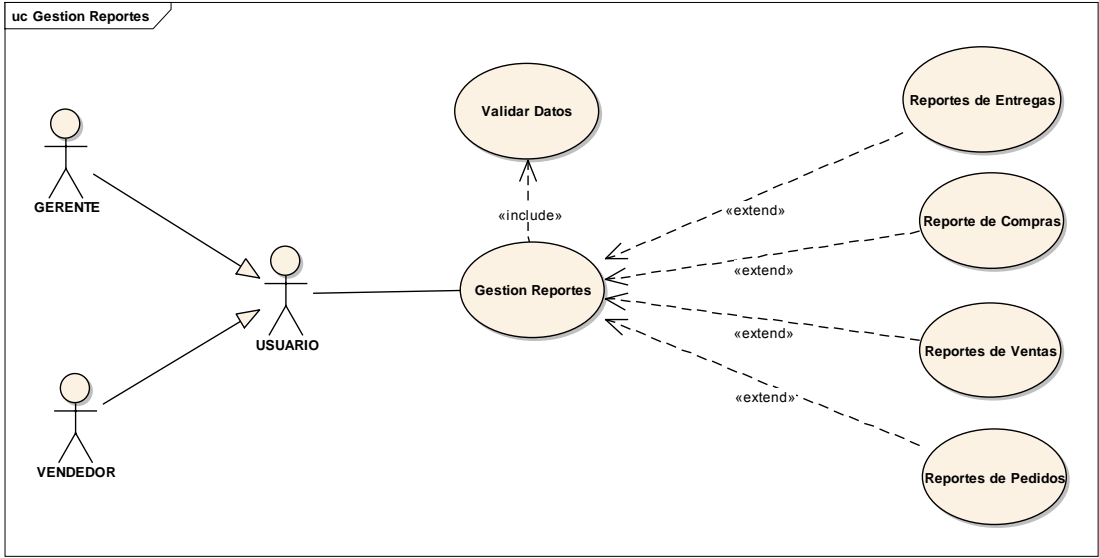 uc Gestion Reportes
Validar Datos
Reportes de Entregas
GERENTE
«include»
«extend»
Reporte de Compras
«extend»
USUARIO
Gestion Reportes
«extend»
Reportes de Ventas
«extend»
VENDEDOR
Reportes de Pedidos